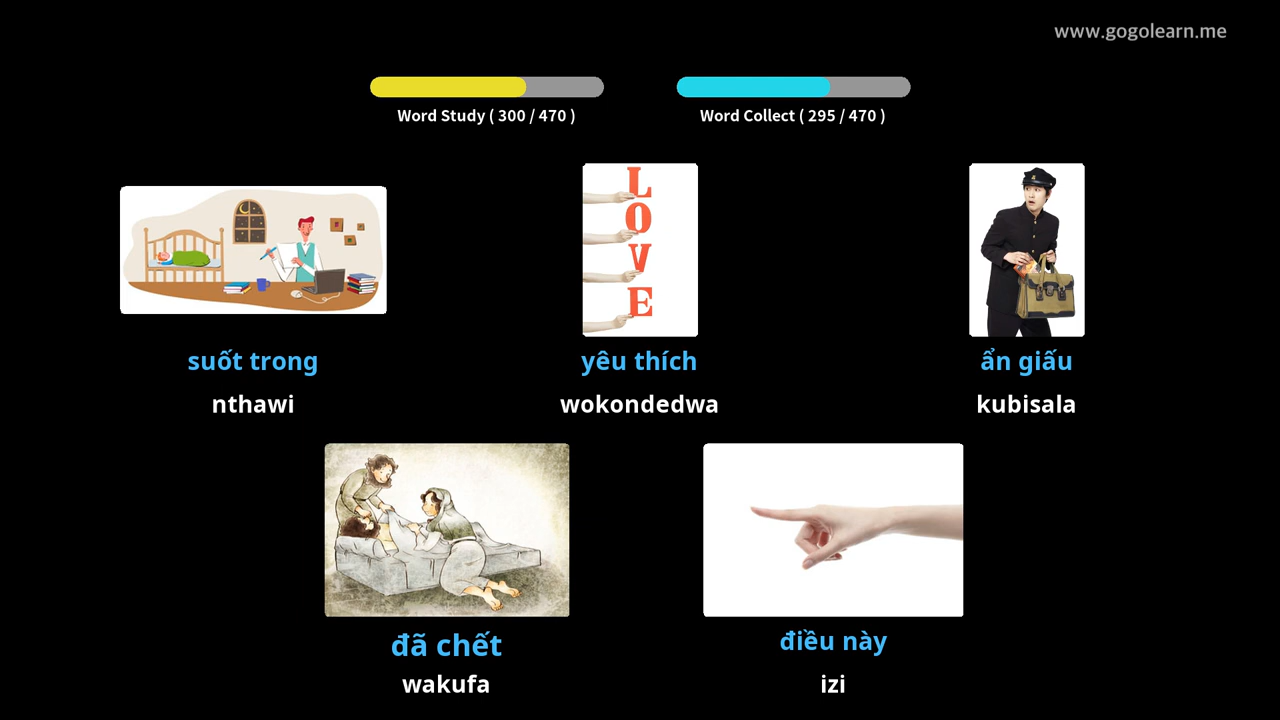 www.gogolearn.me
Word Study ( 300 / 470 )
Word Collect ( 295 / 470 )
LOVE
suốt trong
nthawi
yêu thích
wokondedwa
ẩn giấu
kubisala
đã chết
wakufa
điều này
izi